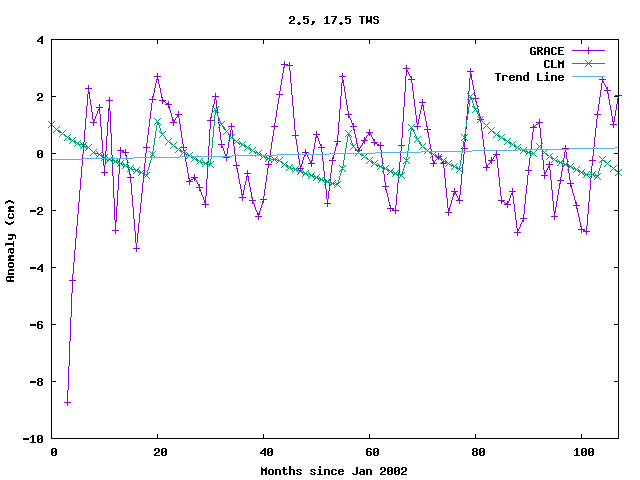 2.5, 17.5 TWS
GRACE
CLM
Trend Line
4
2
0
-2
-4
-6
-8
-10
Anomaly (cm)
0 20 40 60 80 100
Months since Jan 2002